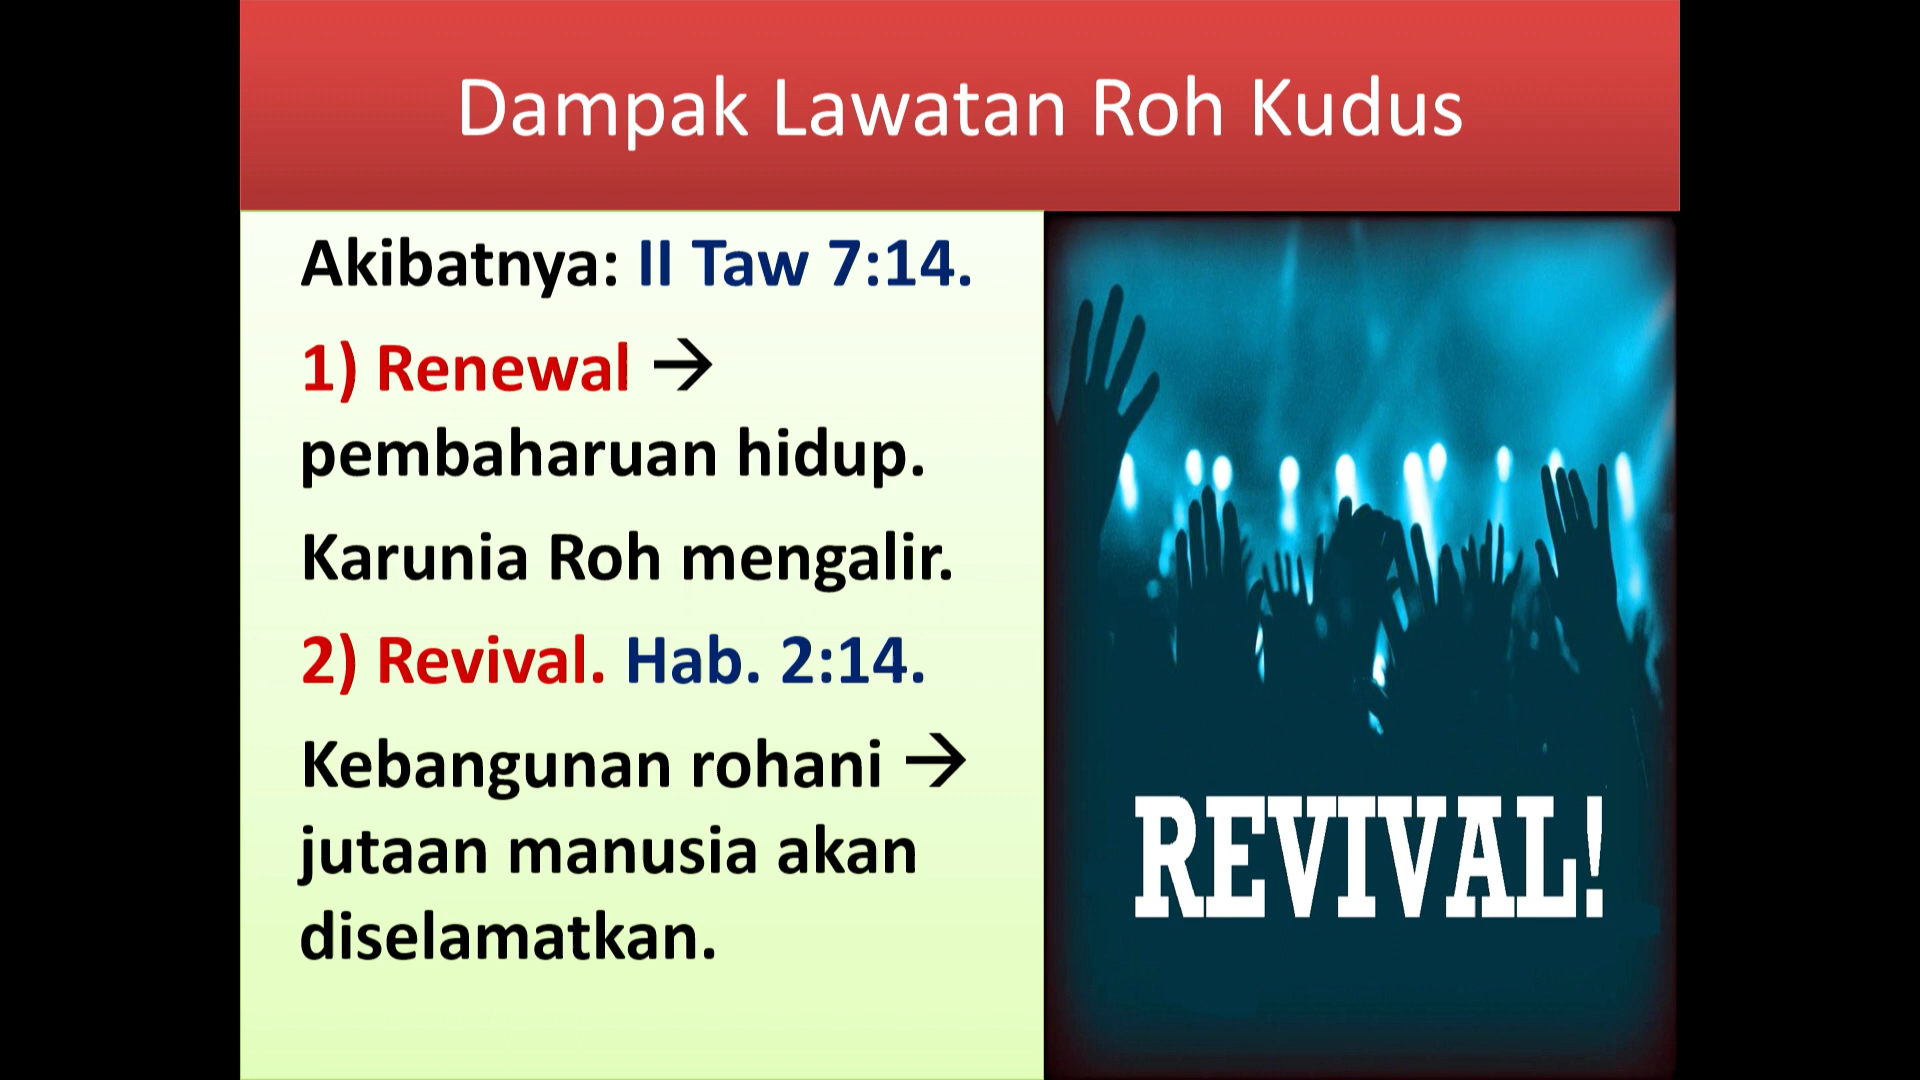 Dampak Lawatan Roh Kudus
Akibatnya: II Taw 7:14.
1) Renewal →
pembaharuan hidup.
Karunia Roh mengalir.
2) Revival. Hab. 2:14.
Kebangunan rohani →
jutaan manusia akan
diselamatkan.
REVIVAL!